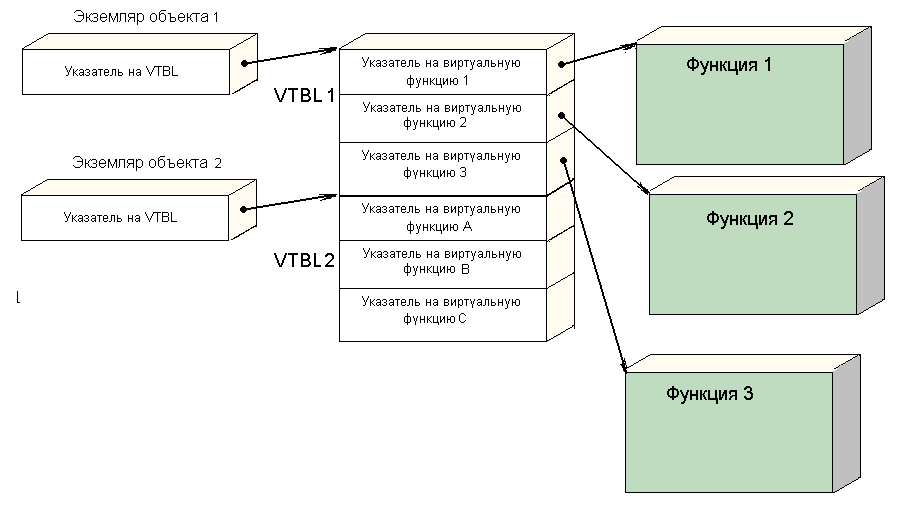 Экземляр объекта 1
Указатель на VTBL
VTBL 1
Указатель на виртуальную
функцию 1
Указатель на виртуальную
функцию 2
Указатель на виртуальную
функцию 3
Функция 1
Экземляр объекта 2
Указатель на VTBL
VTBL 2
Указатель на виртуальную
функцию A
Указатель на виртуальную
функцию B
Указатель на виртуальную
функцию C
Функция 2
Функция 3